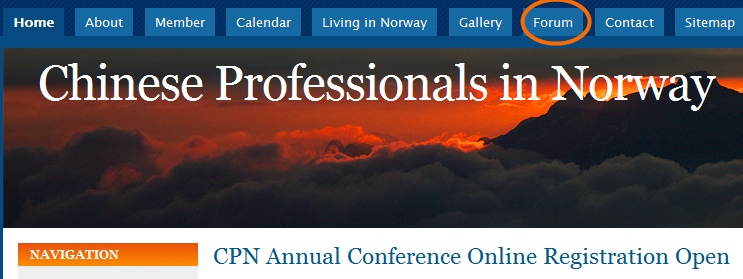 Home About Member Calendar Living in Norway Gallery Forum Contact Sitemap
Chinese Professionals in Norway
NAVIGATION
CPN Annual Conference Online Registration Open